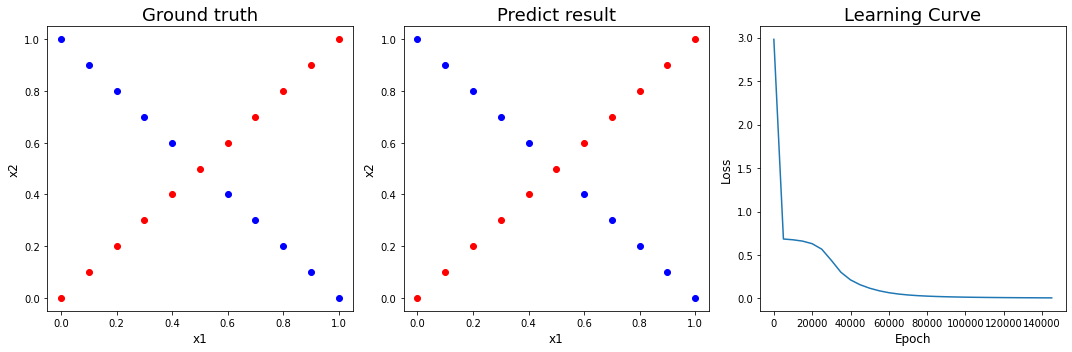 Ground truth
1.0
0.8
0.6
0.4
0.2
0.0
x2
0.0 0.2 0.4 0.6 0.8 1.0
x1
Predict result
1.0
0.8
0.6
0.4
0.2
0.0
x2
0.0 0.2 0.4 0.6 0.8 1.0
x1
Learning Curve
3.0
2.5
2.0
1.5
1.0
0.5
0.0
Loss
0 20000 40000 60000 80000 100000 120000 140000
Epoch